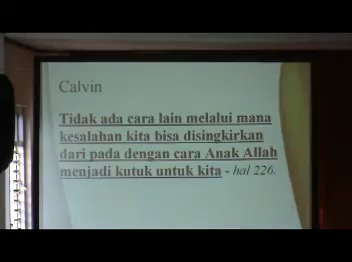 Calvin
Tidak ada cara lain melalui mana
kesalahan kita bisa disingkirkan
dari pada dengan cara Anak Allah
menjadi kutuk untuk kita - hal 226.